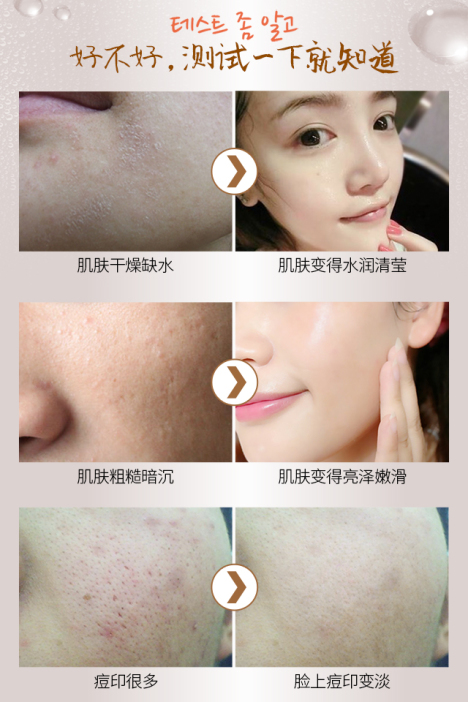 테스트 좀 알고
好不好，测试一下就知道
肌肤干燥缺水
肌肤变得水润清莹
肌肤粗糙暗沉
肌肤变得亮泽嫩滑
痘印很多
脸上痘印变淡